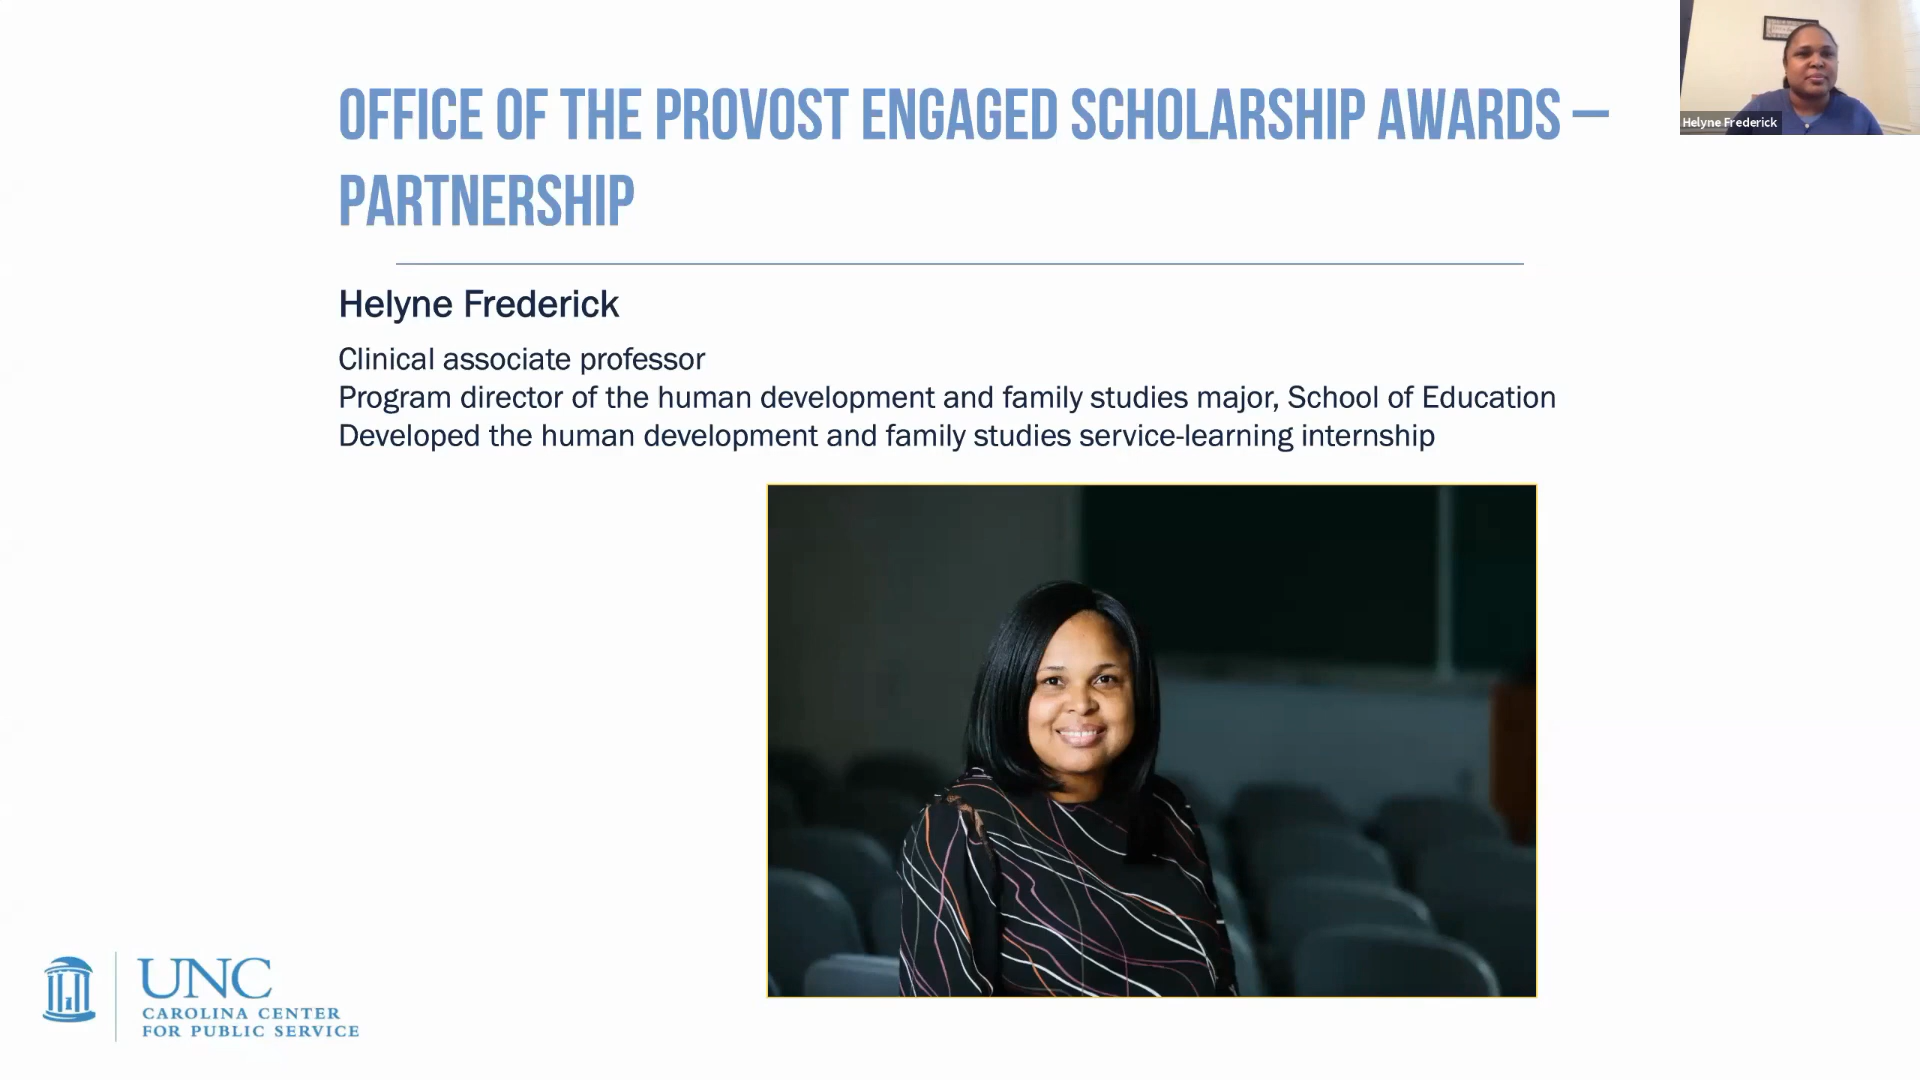 OFFICE OF THE PROVOST ENGAGED SCHOLARSHIP AWARDS –
PARTNERSHIP
Helyne Frederick
Helyne Frederick
Clinical associate professor
Program director of the human development and family studies major, School of Education
Developed the human development and family studies service-learning internship
UNC
CAROLINA CENTER
FOR PUBLIC SERVICE